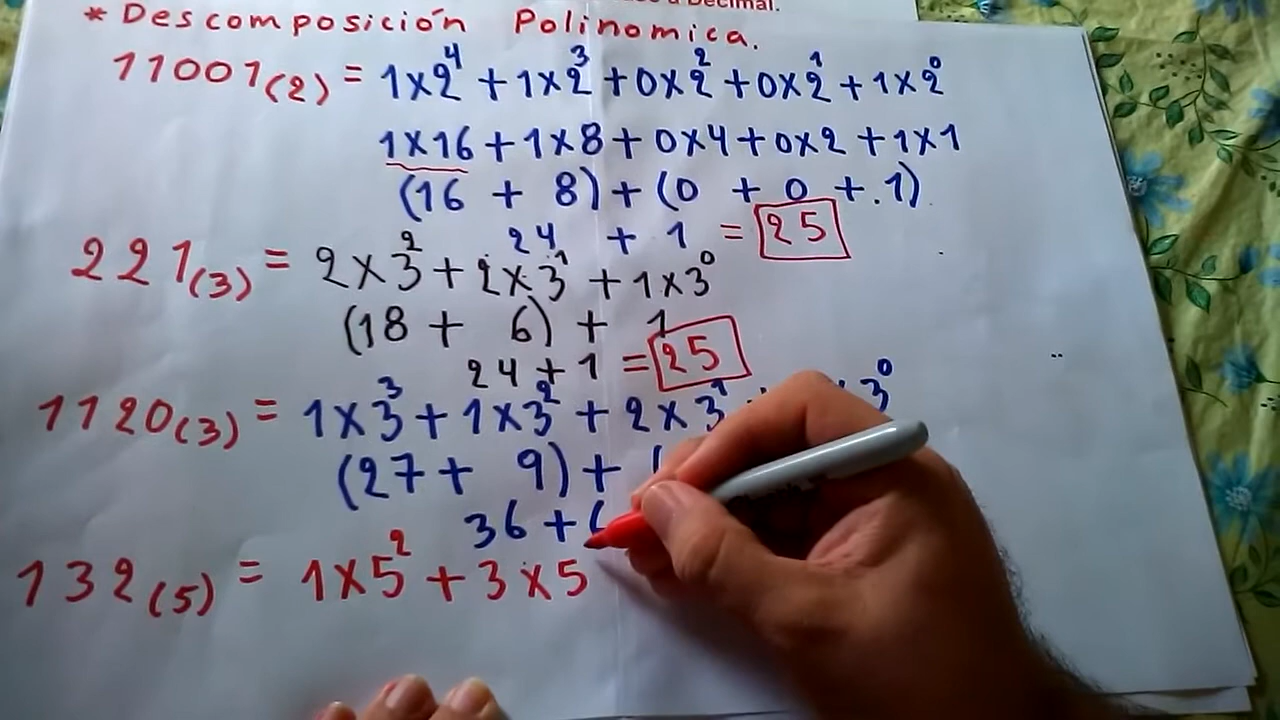 a Decimal.
* Descomposición Polinomica.
11001(2) = 1x2⁴ + 1x2³ + 0x2² + 0x2¹ + 1x2⁰
1x16 + 1x8 + 0x4 + 0x2 + 1x1
(16 + 8) + (0 + 0 + 1)
24 + 1 = 25
221(3) = 2x3² + 2x3¹ + 1x3⁰
(18 + 6) + 1
24 + 1 = 25
1120(3) = 1x3³ + 1x3² + 2x3¹ x3⁰
(27 + 9) + (
36 +
132(5) = 1x5² + 3x5